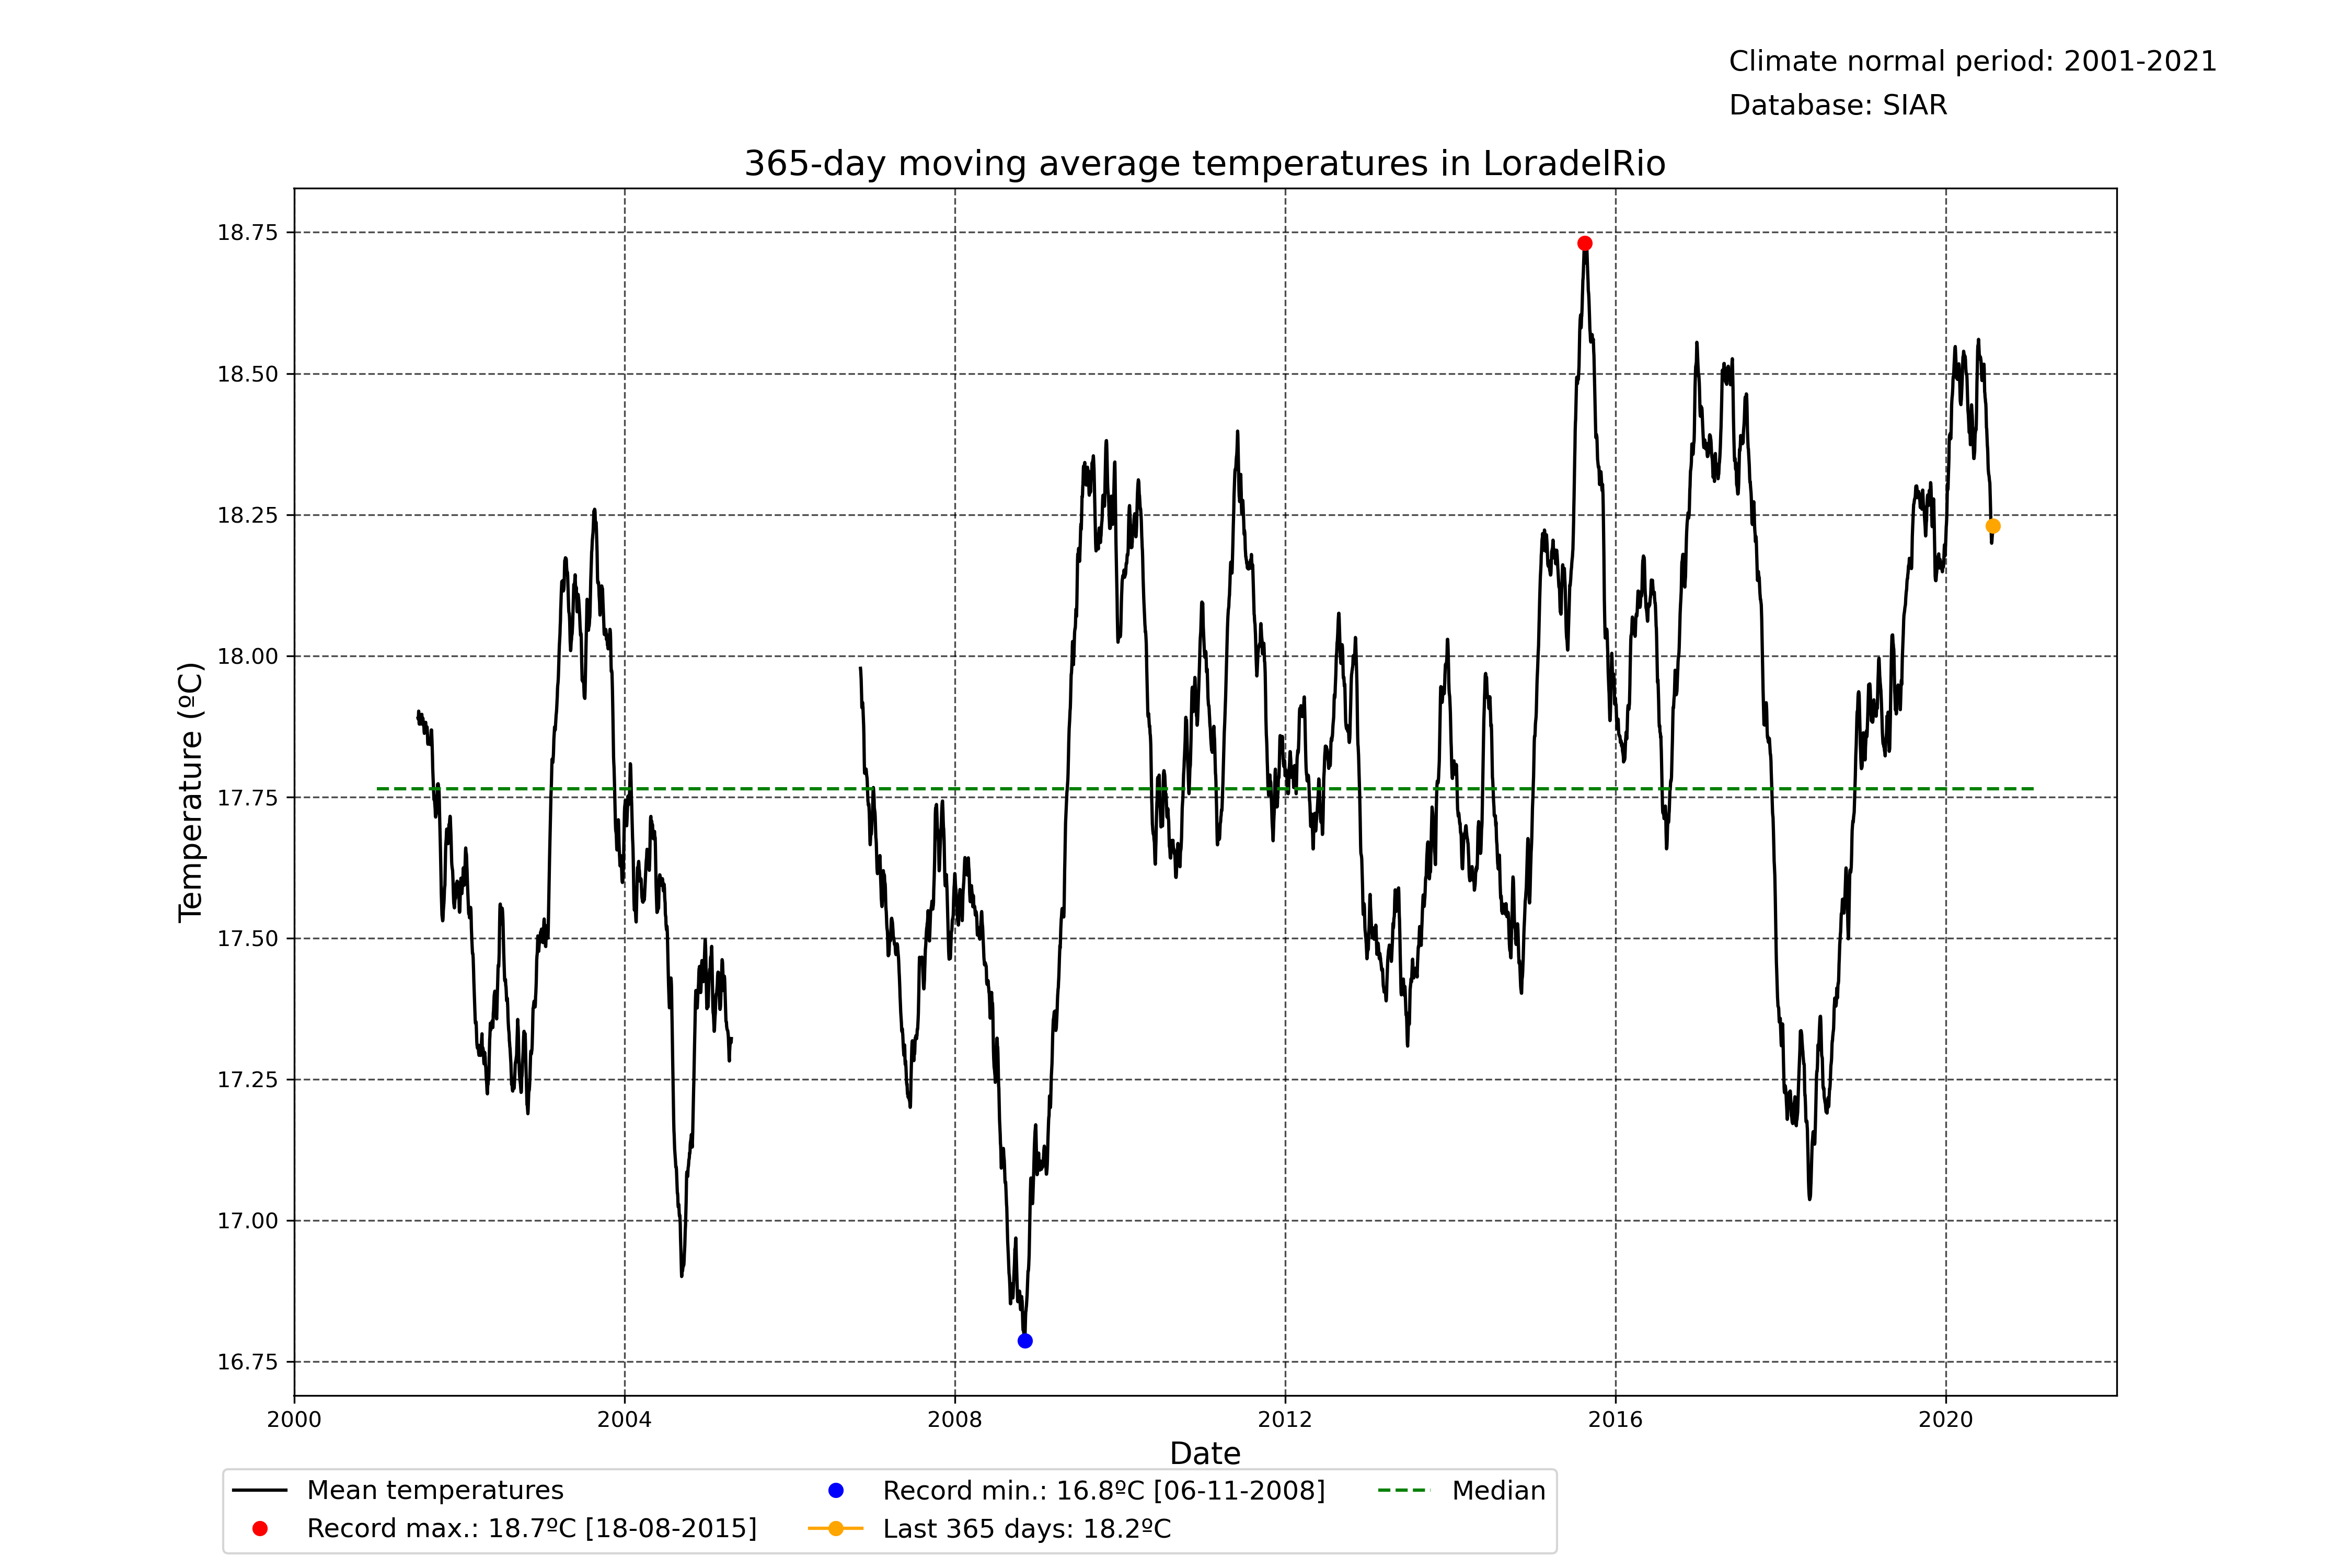 Climate normal period: 2001-2021
Database: SIAR
365-day moving average temperatures in LoradelRio
Temperature (ºC)
18.75
18.50
18.25
18.00
17.75
17.50
17.25
17.00
16.75
2000 2004 2008 2012 2016 2020
Date
Mean temperatures
Record max.: 18.7ºC [18-08-2015]
Record min.: 16.8ºC [06-11-2008]
Last 365 days: 18.2ºC
Median